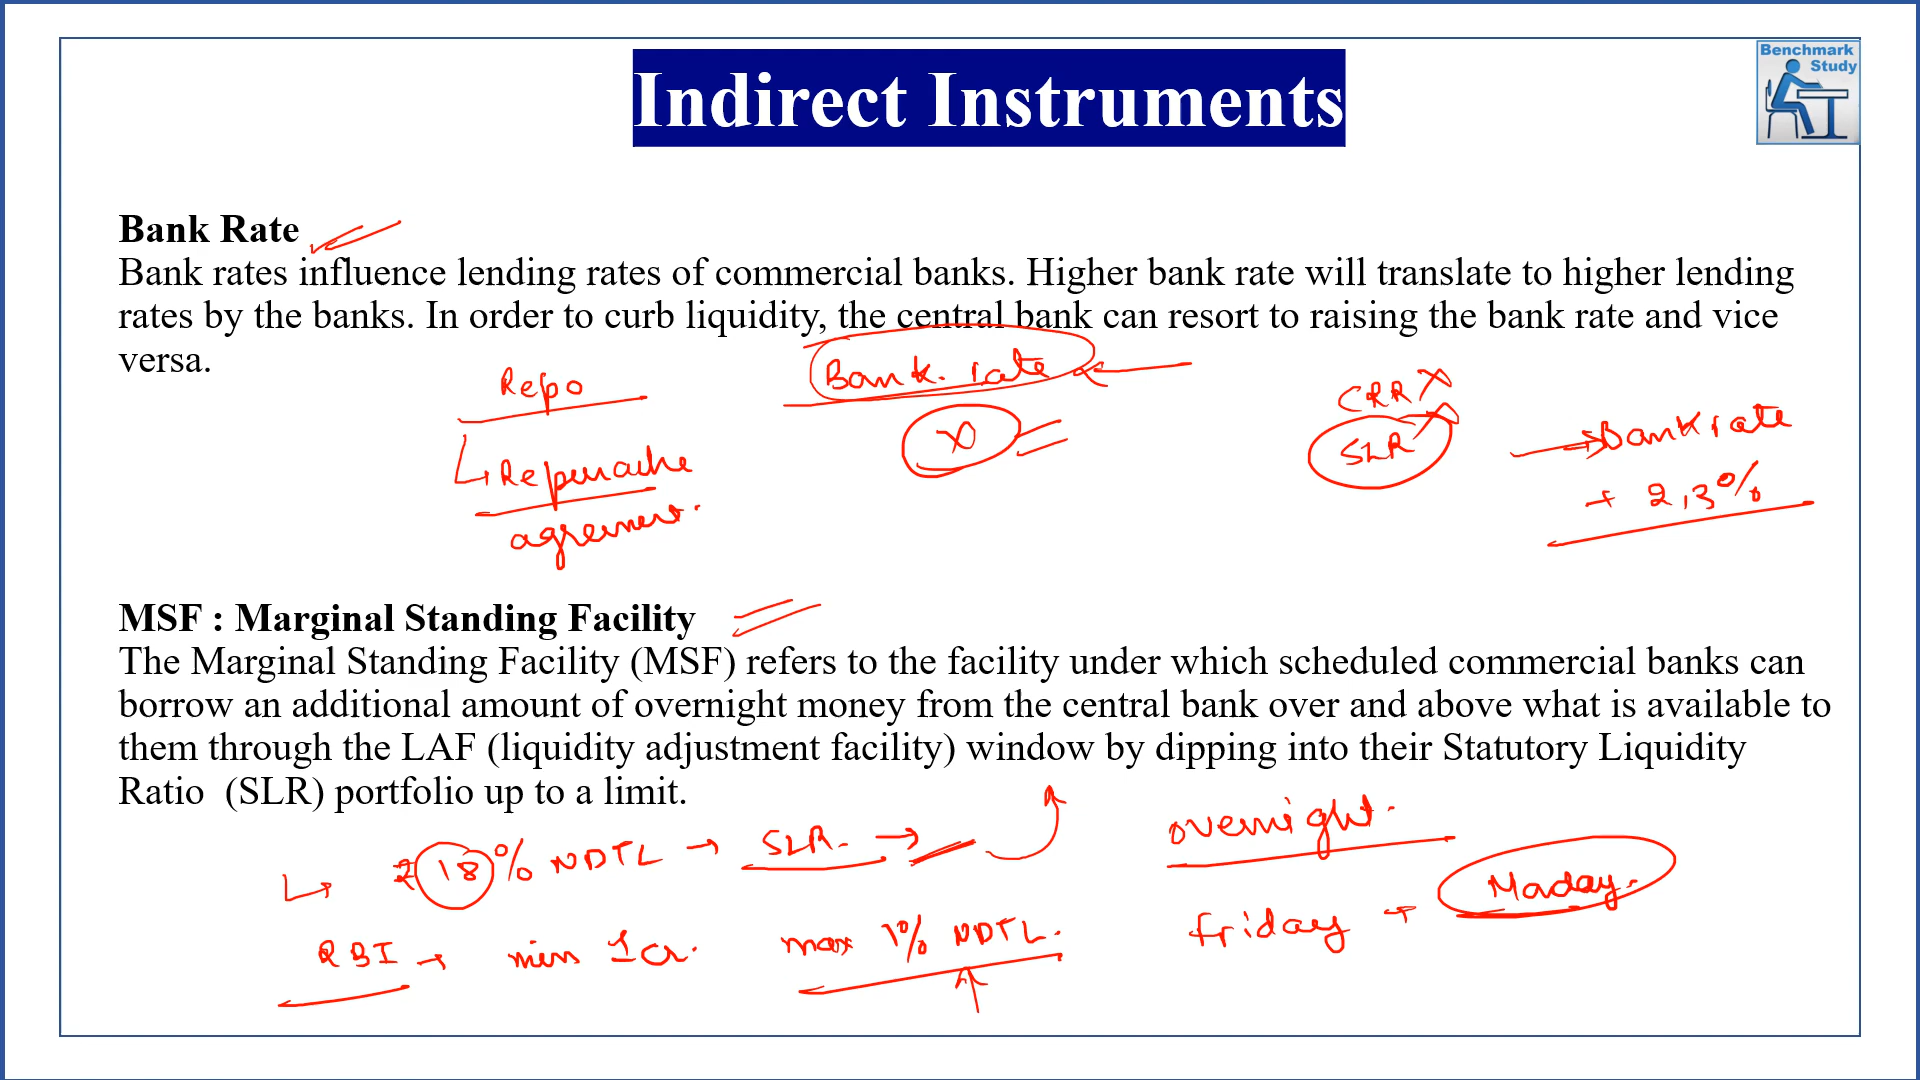 Indirect Instruments
Benchmark
Study
Bank Rate
Bank rates influence lending rates of commercial banks. Higher bank rate will translate to higher lending
rates by the banks. In order to curb liquidity, the central bank can resort to raising the bank rate and vice
versa.
Repo
Bank rate
CRR X
SLR
Bank rate
+ 2,3%
agreement.
MSF : Marginal Standing Facility
The Marginal Standing Facility (MSF) refers to the facility under which scheduled commercial banks can
borrow an additional amount of overnight money from the central bank over and above what is available to
them through the LAF (liquidity adjustment facility) window by dipping into their Statutory Liquidity
Ratio (SLR) portfolio up to a limit.
18% NDTL → SLR. →
overnight.
RBI → min 1 cr. max 1% NDTL.
friday → Monday.